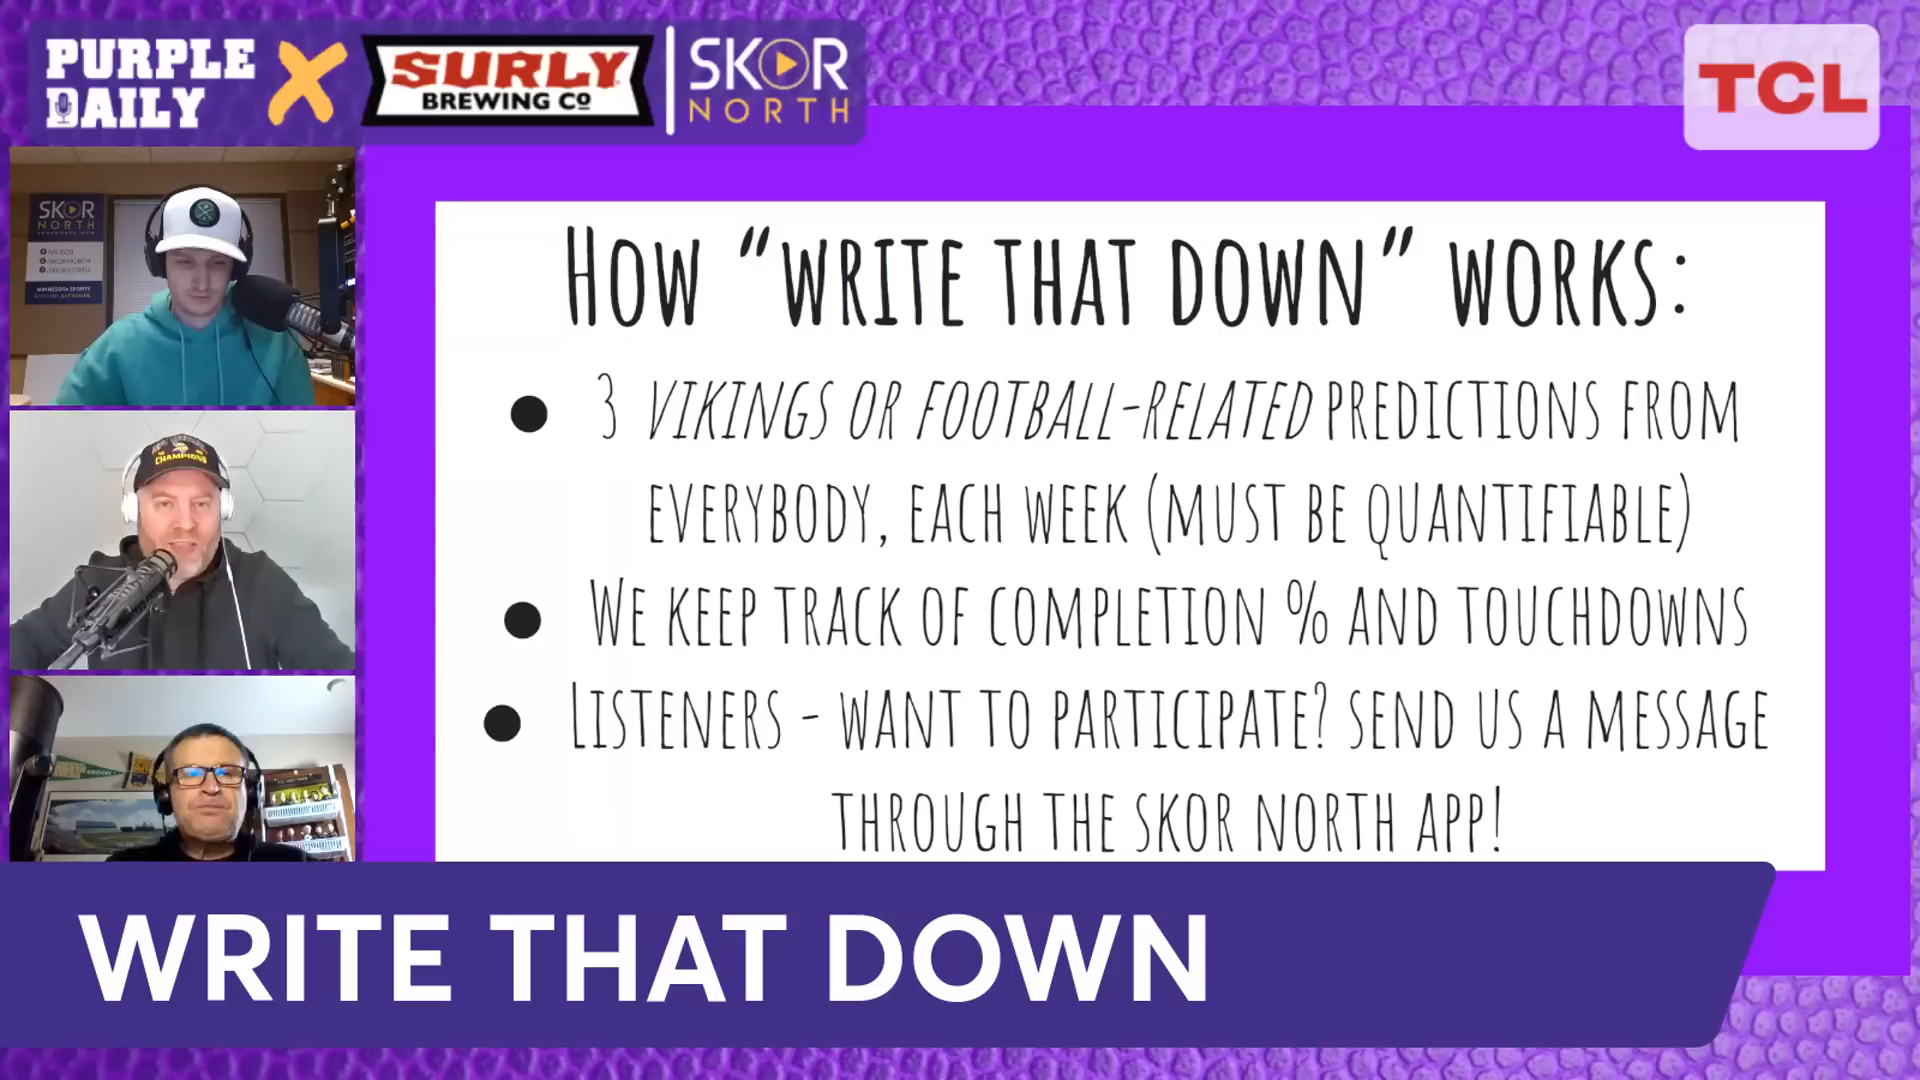 PURPLE
DAILY
SURLY
BREWING CO
SKOR
NORTH
TCL
SKOR
NORTH
MINNESOTA SPORTS
CHAMPIONS
HOW “WRITE THAT DOWN” WORKS:
● 3 VIKINGS OR FOOTBALL-RELATED PREDICTIONS FROM
EVERYBODY, EACH WEEK (MUST BE QUANTIFIABLE)
● WE KEEP TRACK OF COMPLETION % AND TOUCHDOWNS
● LISTENERS - WANT TO PARTICIPATE? SEND US A MESSAGE
THROUGH THE SKOR NORTH APP!
WRITE THAT DOWN